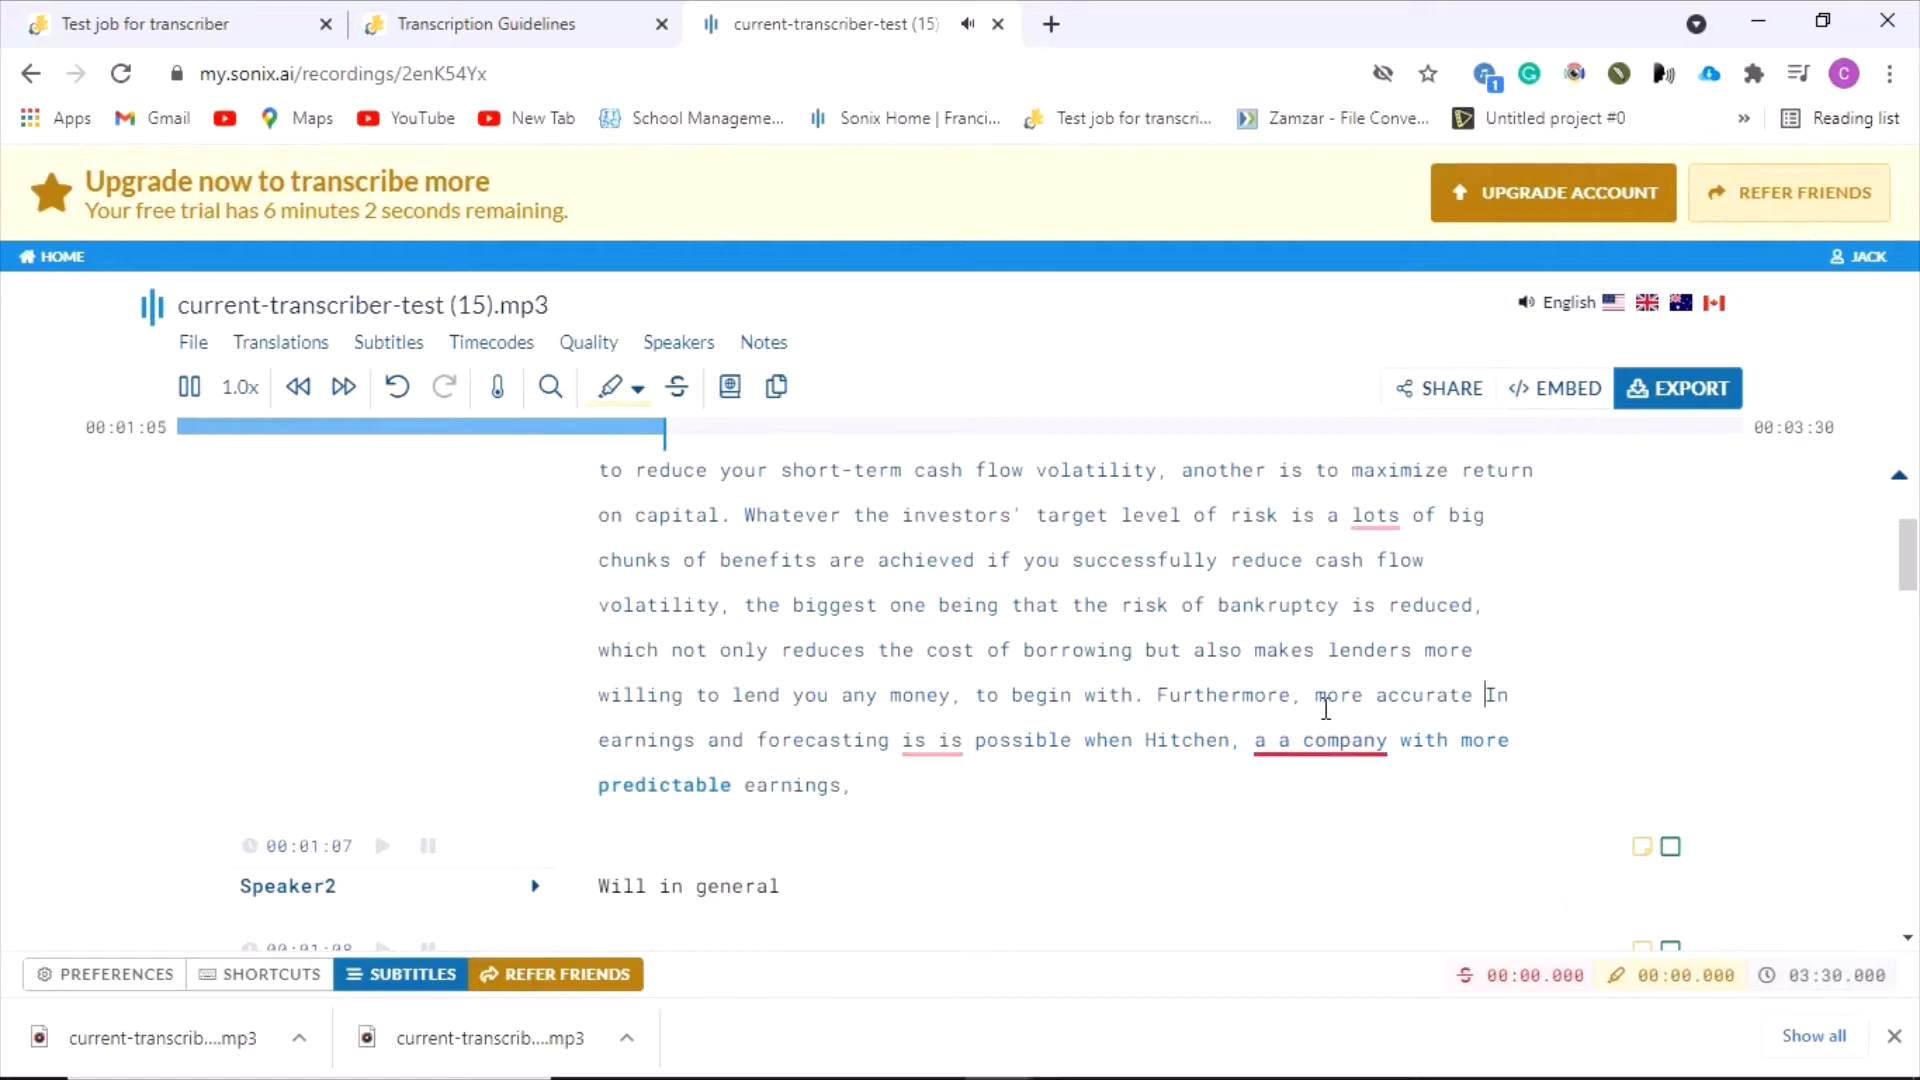 Test job for transcriber
Transcription Guidelines
current-transcriber-test (15)
my.sonix.ai/recordings/2enK54Yx
1
C
Apps
Gmail
Maps
YouTube
New Tab
School Manageme...
Sonix Home | Franci...
Test job for transcri...
Zamzar - File Conve...
Untitled project #0
»
Reading list
Upgrade now to transcribe more
Your free trial has 6 minutes 2 seconds remaining.
UPGRADE ACCOUNT
REFER FRIENDS
HOME
JACK
current-transcriber-test (15).mp3
English
File
Translations
Subtitles
Timecodes
Quality
Speakers
Notes
1.0x
SHARE
</> EMBED
EXPORT
00:01:05
00:03:30
to reduce your short-term cash flow volatility, another is to maximize return
on capital. Whatever the investors' target level of risk is a lots of big
chunks of benefits are achieved if you successfully reduce cash flow
volatility, the biggest one being that the risk of bankruptcy is reduced,
which not only reduces the cost of borrowing but also makes lenders more
willing to lend you any money, to begin with. Furthermore, more accurate In
earnings and forecasting is is possible when Hitchen, a a company with more
predictable earnings,
00:01:07
Speaker2
Will in general
00:01:08
PREFERENCES
SHORTCUTS
SUBTITLES
REFER FRIENDS
00:00.000
00:00.000
03:30.000
current-transcrib....mp3
current-transcrib....mp3
Show all